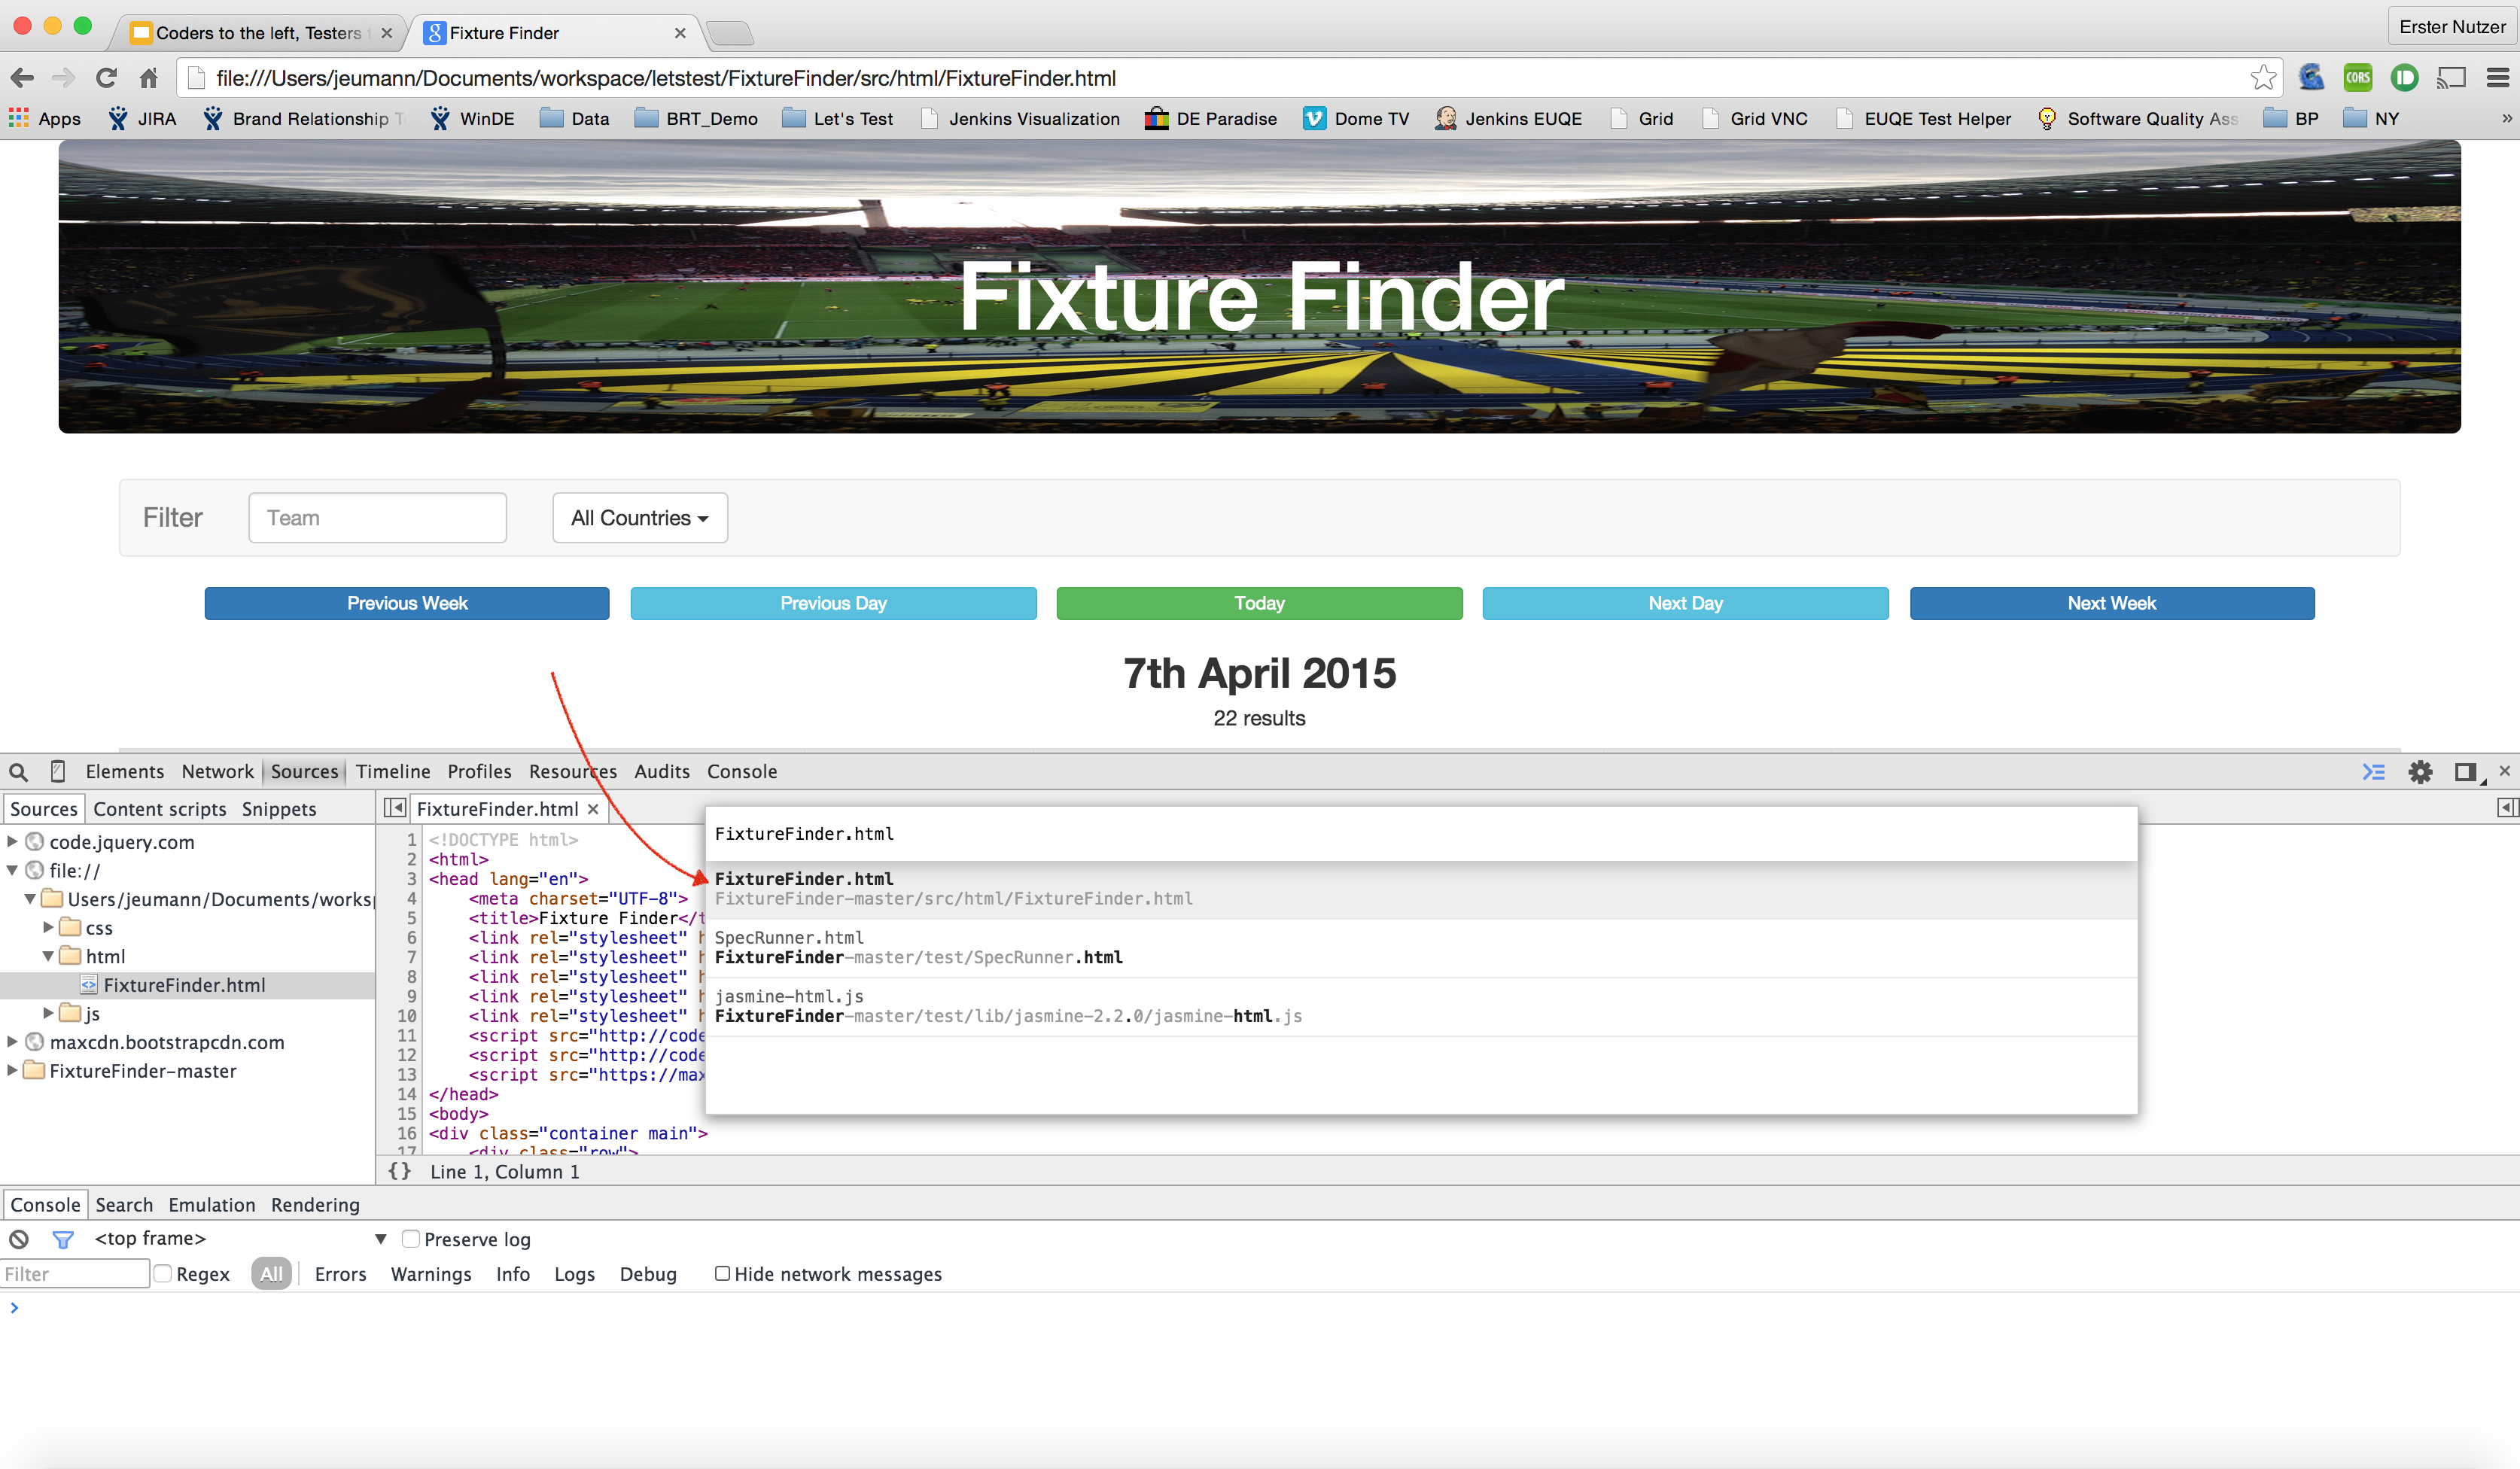 Coders to the left, Testers
Fixture Finder
Erster Nutzer
file:///Users/jeumann/Documents/workspace/letstest/FixtureFinder/src/html/FixtureFinder.html
Apps JIRA Brand Relationship WinDE Data BRT_Demo Let's Test Jenkins Visualization DE Paradise Dome TV Jenkins EUQE Grid Grid VNC EUQE Test Helper Software Quality Ass BP NY »
Fixture Finder
Filter Team All Countries
Previous Week Previous Day Today Next Day Next Week
7th April 2015
22 results
Elements Network Sources Timeline Profiles Resources Audits Console
Sources Content scripts Snippets
code.jquery.com
file://
Users/jeumann/Documents/works
css
html
FixtureFinder.html
js
maxcdn.bootstrapcdn.com
FixtureFinder-master
FixtureFinder.html
1 <!DOCTYPE html>
2 <html>
3 <head lang="en">
4 <meta charset="UTF-8">
5 <title>Fixture Finder</t
6 <link rel="stylesheet" h
7 <link rel="stylesheet" h
8 <link rel="stylesheet" h
9 <link rel="stylesheet" h
10 <link rel="stylesheet" h
11 <script src="http://code
12 <script src="http://code
13 <script src="https://max
14 </head>
15 <body>
16 <div class="container main">
17 <div class="row">
FixtureFinder.html
FixtureFinder.html
FixtureFinder-master/src/html/FixtureFinder.html
SpecRunner.html
FixtureFinder-master/test/SpecRunner.html
jasmine-html.js
FixtureFinder-master/test/lib/jasmine-2.2.0/jasmine-html.js
{} Line 1, Column 1
Console Search Emulation Rendering
<top frame> Preserve log
Filter Regex All Errors Warnings Info Logs Debug Hide network messages